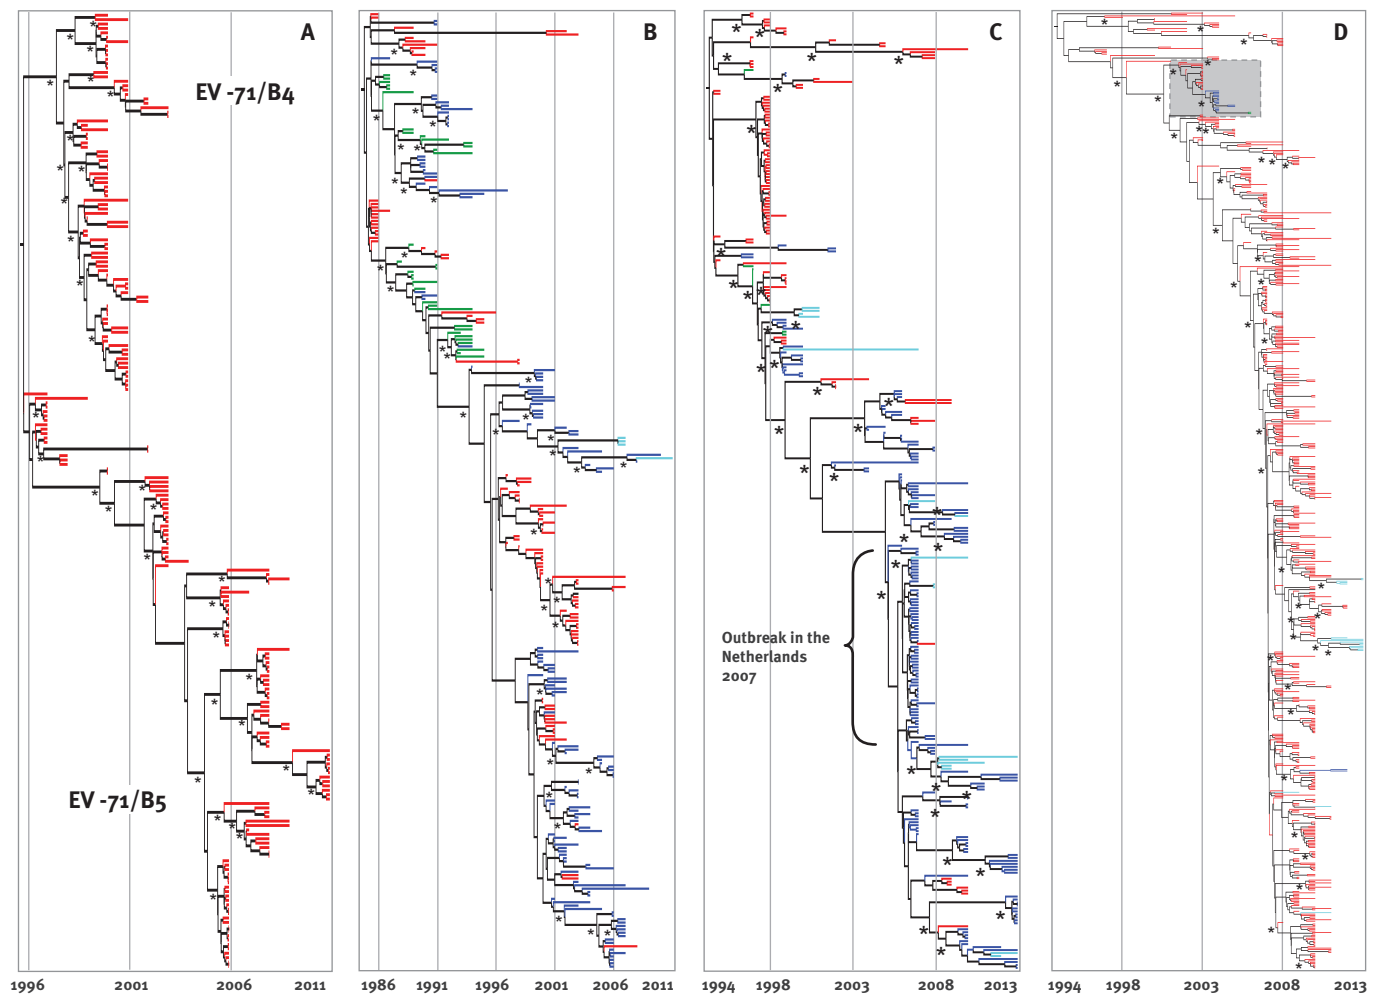 A
B
C
D
EV -71/B4
Outbreak in the
Netherlands
2007
EV -71/B5
1996 2001 2006 2011
1986 1991 1996 2001 2006 2011
1994 1998 2003 2008 2013
1994 1998 2003 2008 2013